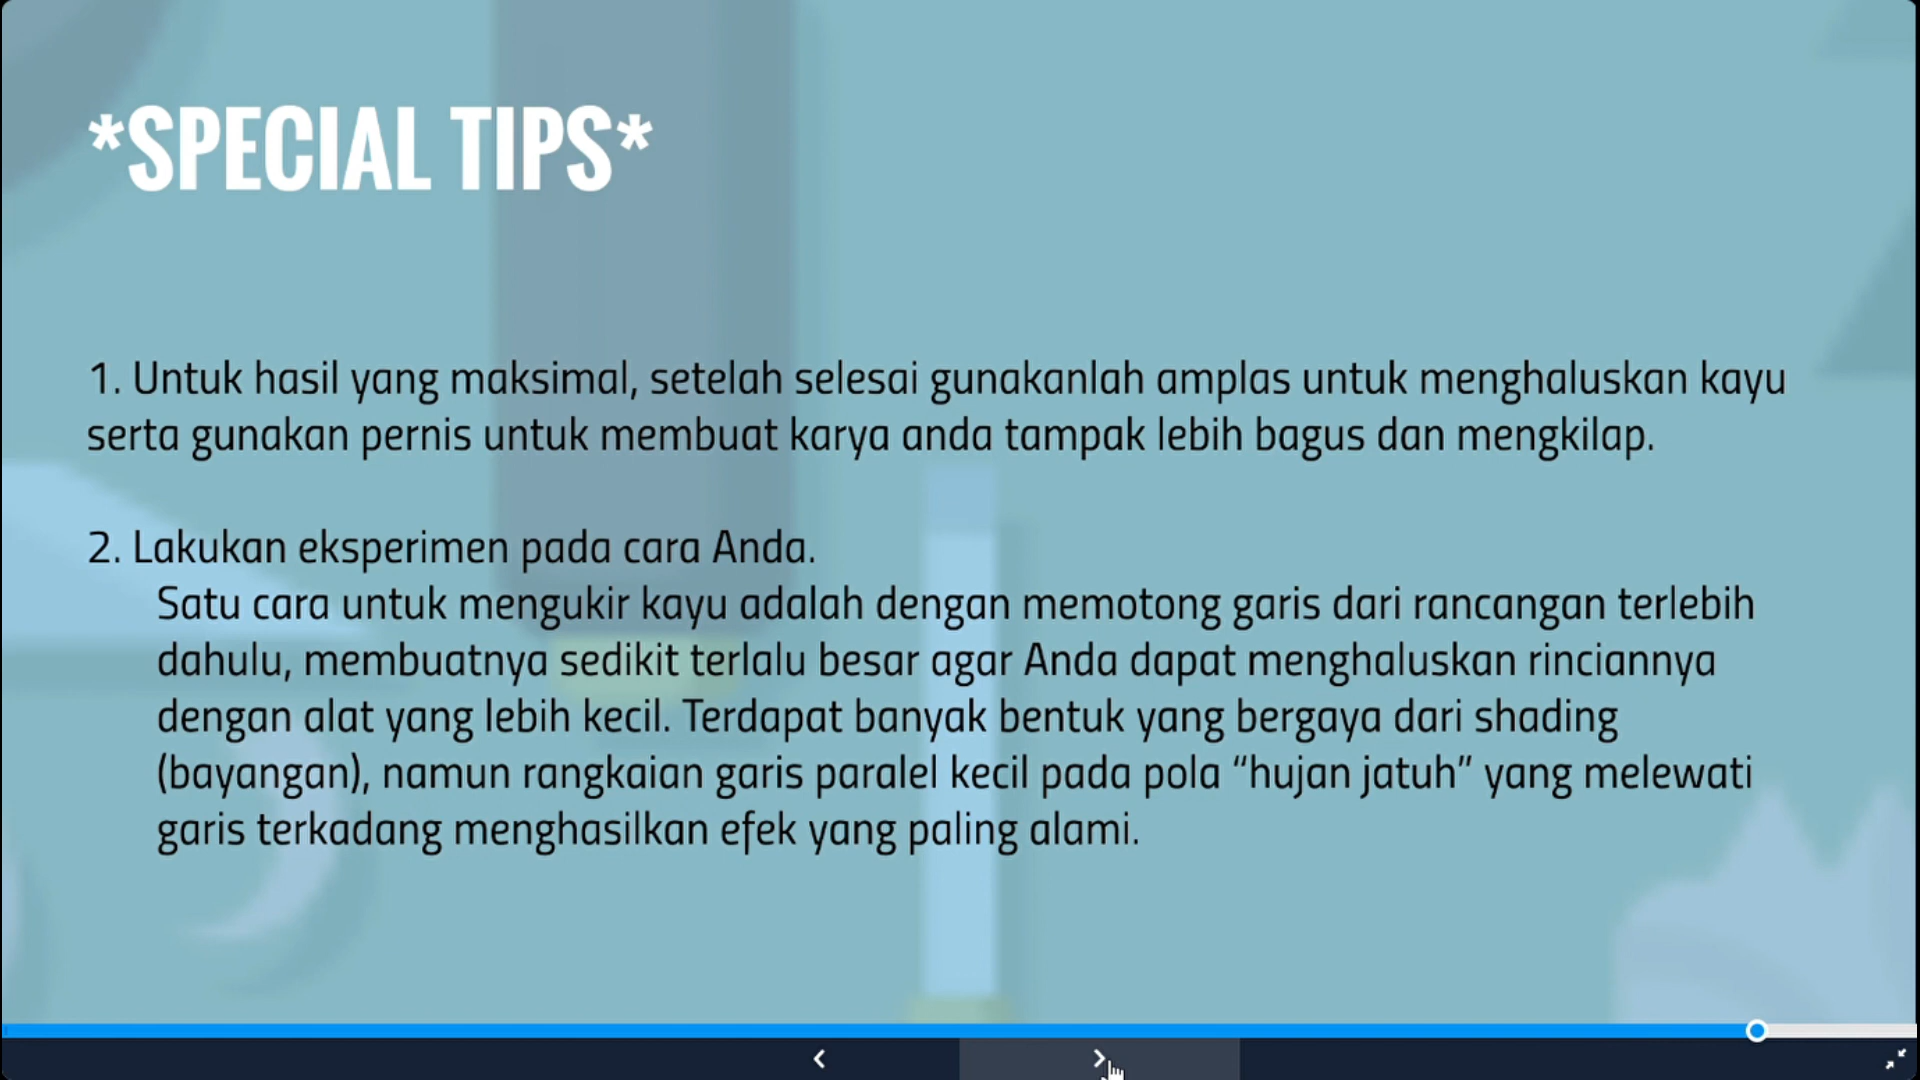 *SPECIAL TIPS*
1. Untuk hasil yang maksimal, setelah selesai gunakanlah amplas untuk menghaluskan kayu
serta gunakan pernis untuk membuat karya anda tampak lebih bagus dan mengkilap.
2. Lakukan eksperimen pada cara Anda.
Satu cara untuk mengukir kayu adalah dengan memotong garis dari rancangan terlebih
dahulu, membuatnya sedikit terlalu besar agar Anda dapat menghaluskan rinciannya
dengan alat yang lebih kecil. Terdapat banyak bentuk yang bergaya dari shading
(bayangan), namun rangkaian garis paralel kecil pada pola “hujan jatuh” yang melewati
garis terkadang menghasilkan efek yang paling alami.